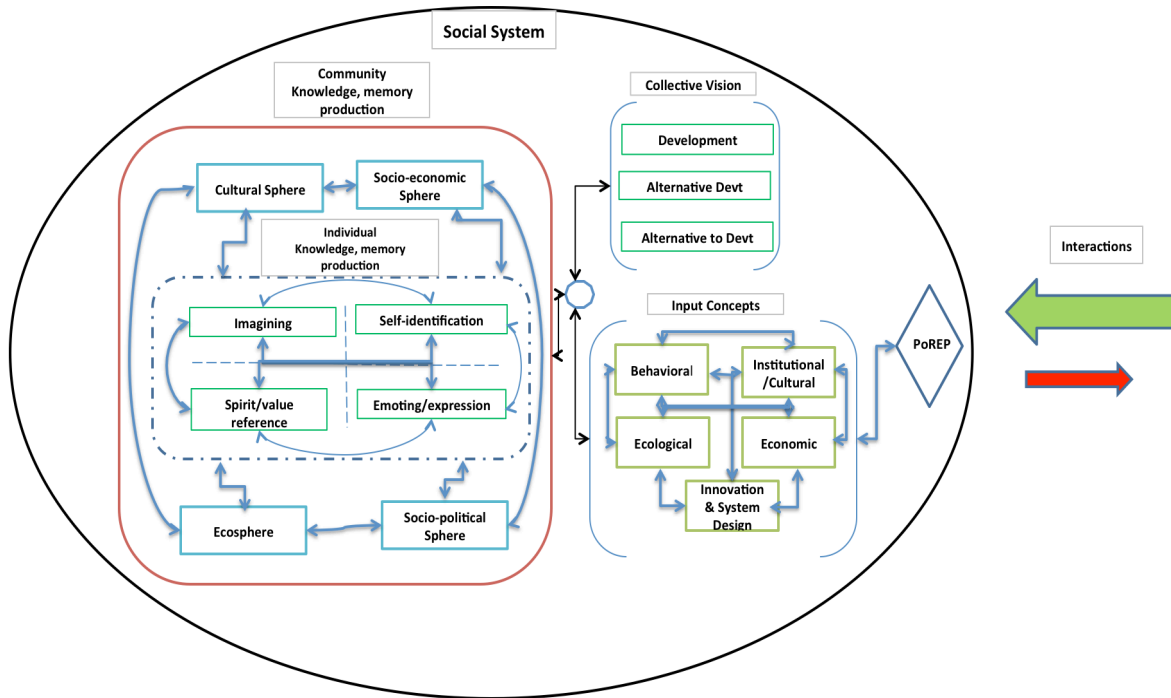 Social System
Community
Knowledge, memory
production
Collective Vision
Development
Alternative Devt
Alternative to Devt
Cultural Sphere
Socio-economic
Sphere
Individual
Knowledge, memory
production
Imagining
Self-identification
Spirit/value
reference
Emoting/expression
Ecosphere
Socio-political
Sphere
Input Concepts
Behavioral
Institutional
/Cultural
Ecological
Economic
Innovation
& System
Design
PoREP
Interactions